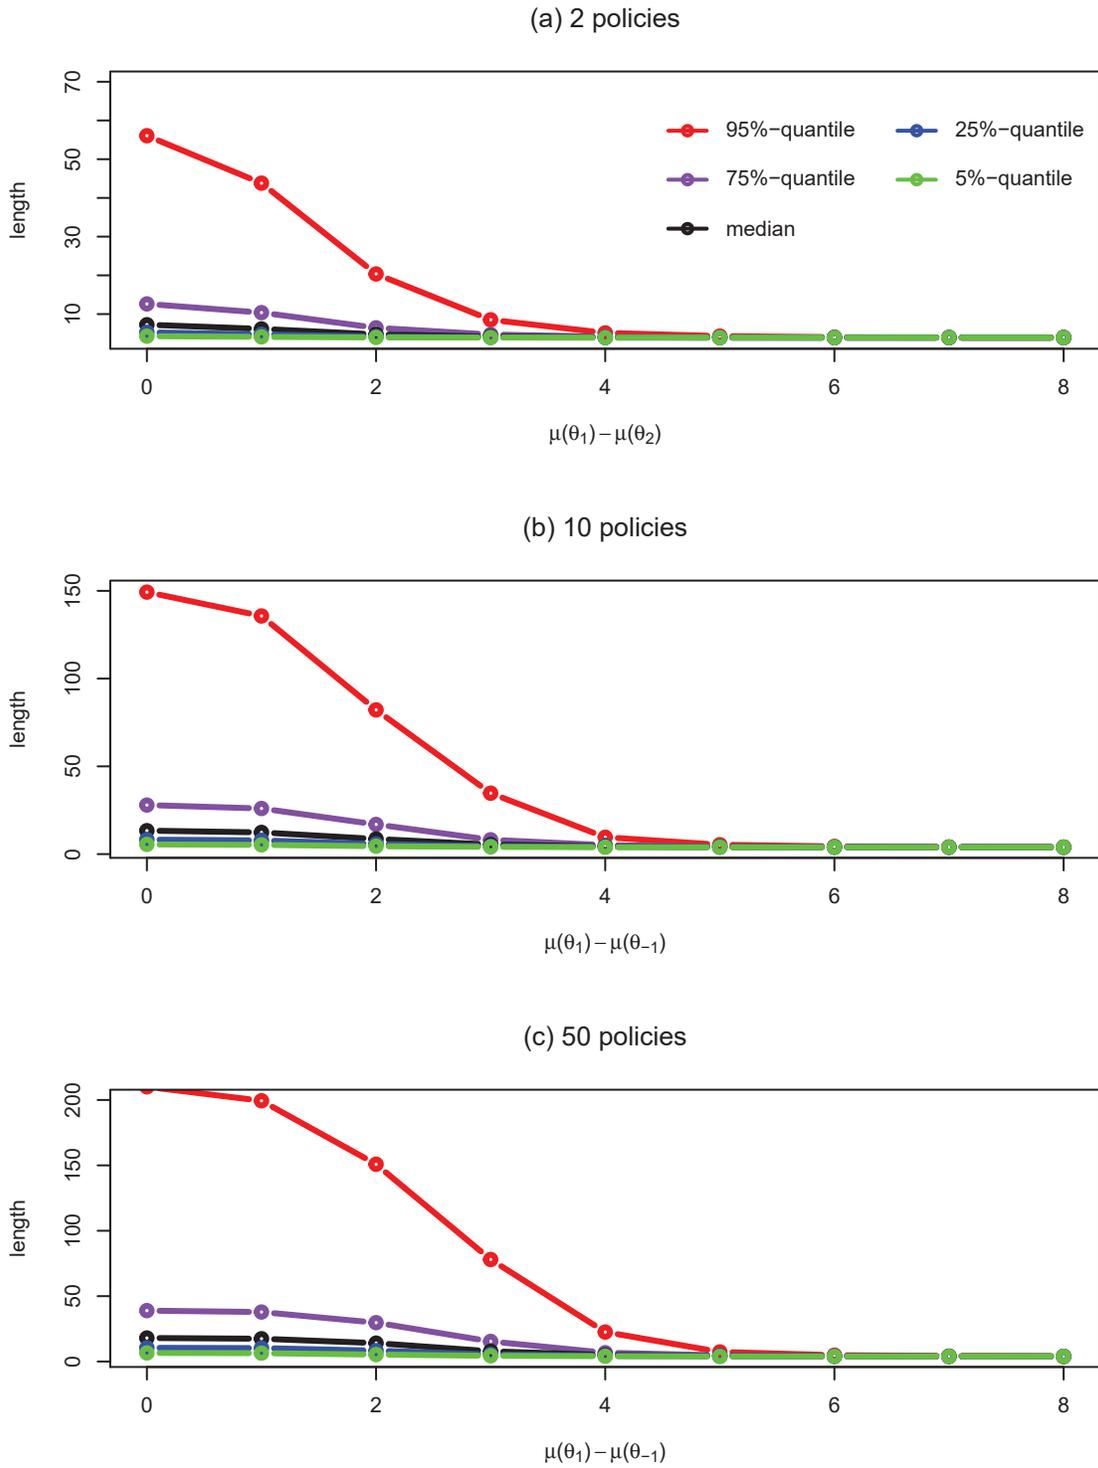 (a) 2 policies
70
50
30
10
length
95%−quantile
25%−quantile
75%−quantile
5%−quantile
median
0 2 4 6 8
μ(θ1)−μ(θ2)
(b) 10 policies
150
100
50
0
length
0 2 4 6 8
μ(θ1)−μ(θ−1)
(c) 50 policies
200
150
100
50
0
length
0 2 4 6 8
μ(θ1)−μ(θ−1)